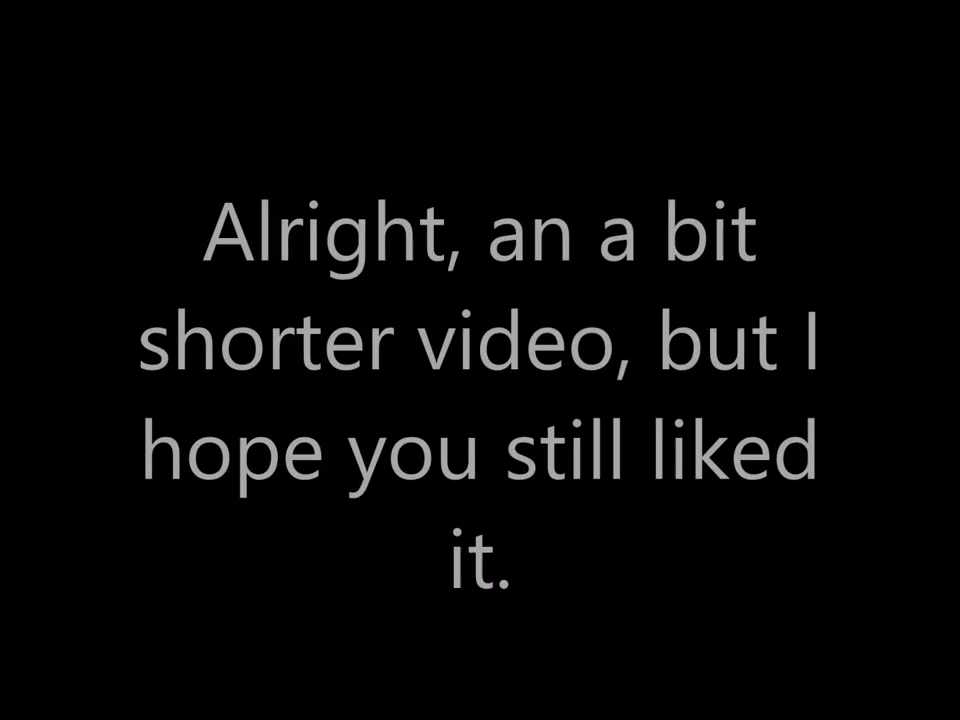 Alright, an a bit
shorter video, but I
hope you still liked
it.